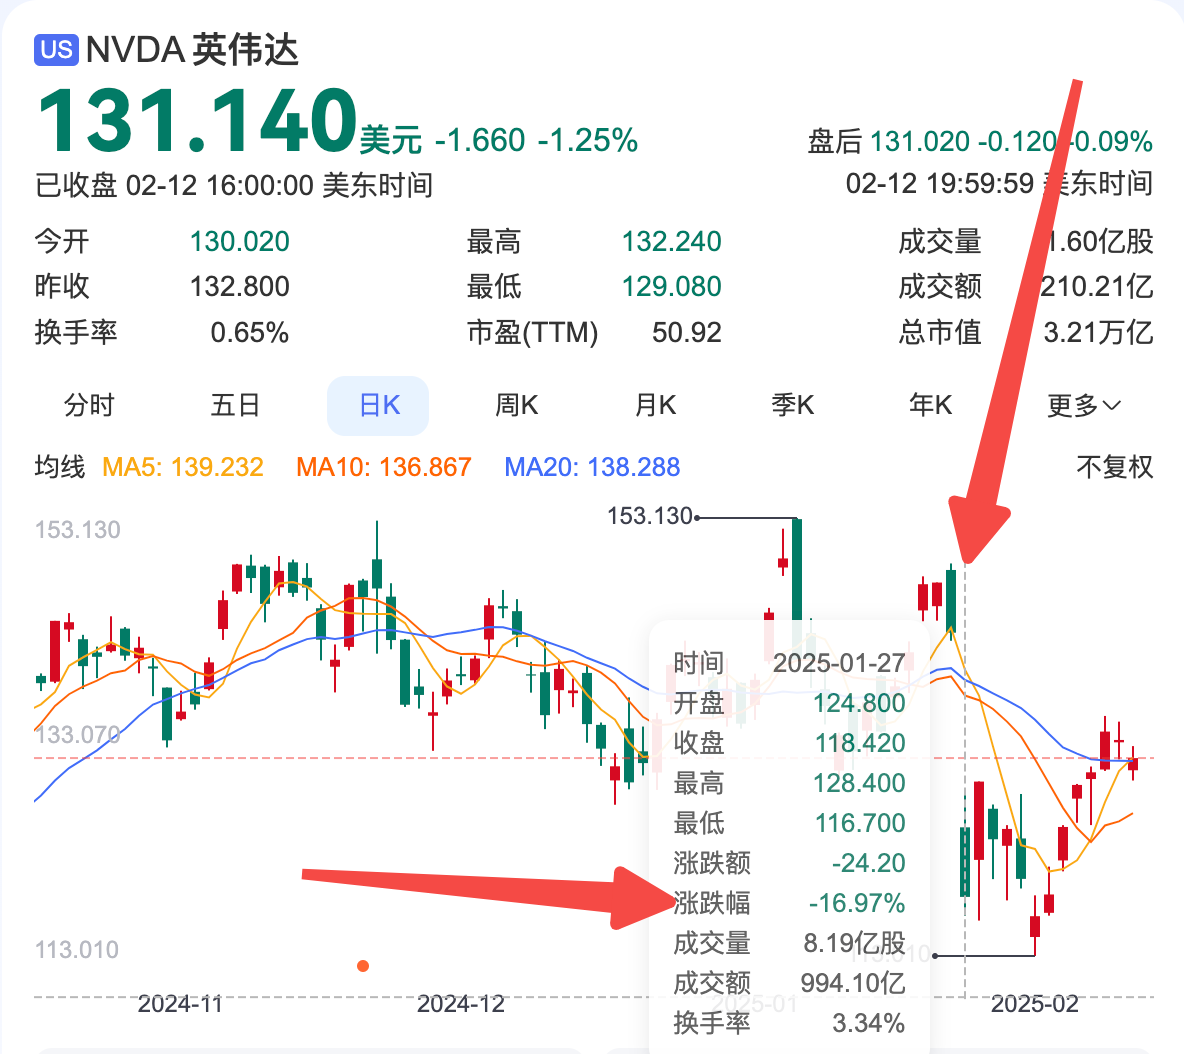 US NVDA 英伟达
131.140 美元 -1.660 -1.25%
盘后 131.020 -0.120 -0.09%
已收盘 02-12 16:00:00 美东时间
02-12 19:59:59 美东时间
今开 130.020 最高 132.240 成交量 1.60亿股
昨收 132.800 最低 129.080 成交额 210.21亿
换手率 0.65% 市盈(TTM) 50.92 总市值 3.21万亿
分时 五日 日K 周K 月K 季K 年K 更多
均线 MA5: 139.232 MA10: 136.867 MA20: 138.288 不复权
153.130
153.130
133.070
113.010
时间 2025-01-27
开盘 124.800
收盘 118.420
最高 128.400
最低 116.700
涨跌额 -24.20
涨跌幅 -16.97%
成交量 8.19亿股
成交额 994.10亿
换手率 3.34%
113.010
2024-11 2024-12 2025-01 2025-02